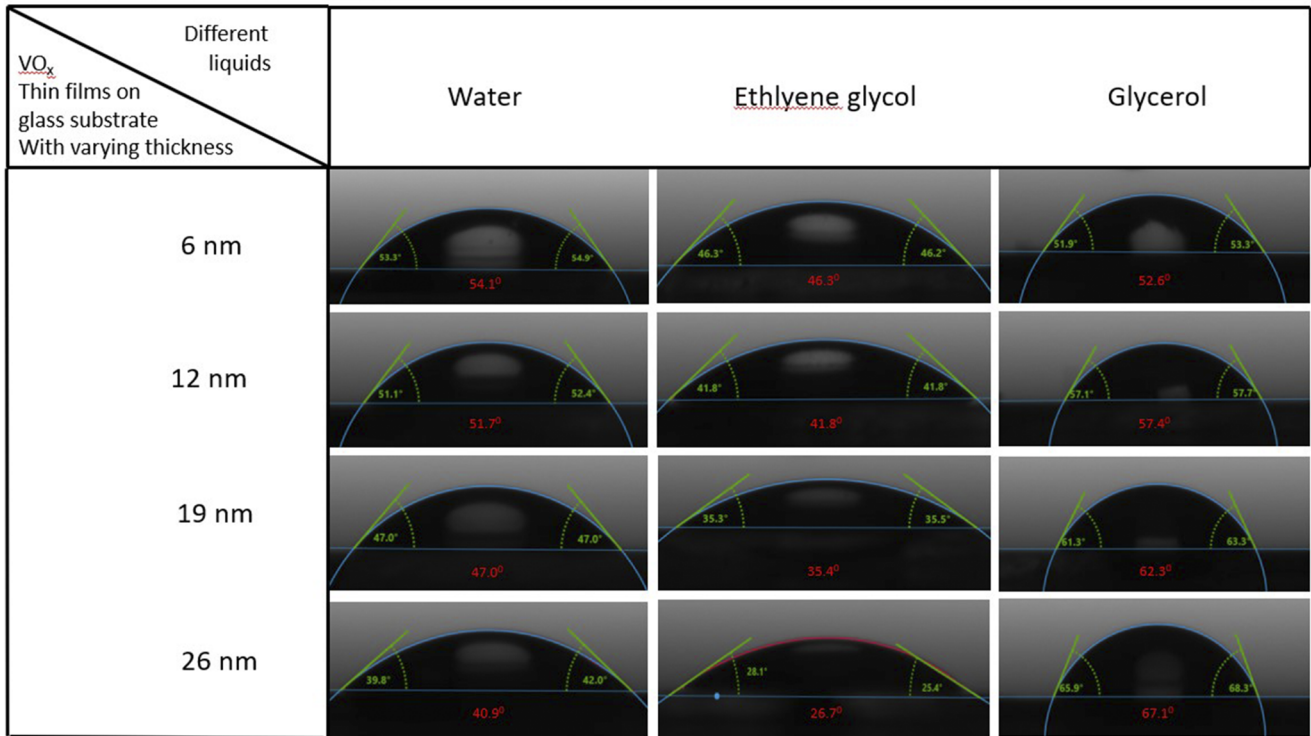 Different
liquids
VOₓ
Thin films on
glass substrate
With varying thickness
Water
Ethlyene glycol
Glycerol
6 nm
53.3°
54.9°
54.1⁰
46.3°
46.2°
46.3⁰
51.9°
53.3°
52.6⁰
12 nm
51.1°
52.4°
51.7⁰
41.8°
41.8°
41.8⁰
57.1°
57.7°
57.4⁰
19 nm
47.0°
47.0°
47.0⁰
35.3°
35.5°
35.4⁰
61.3°
63.3°
62.3⁰
26 nm
39.8°
42.0°
40.9⁰
28.1°
25.4°
26.7⁰
65.9°
68.3°
67.1⁰